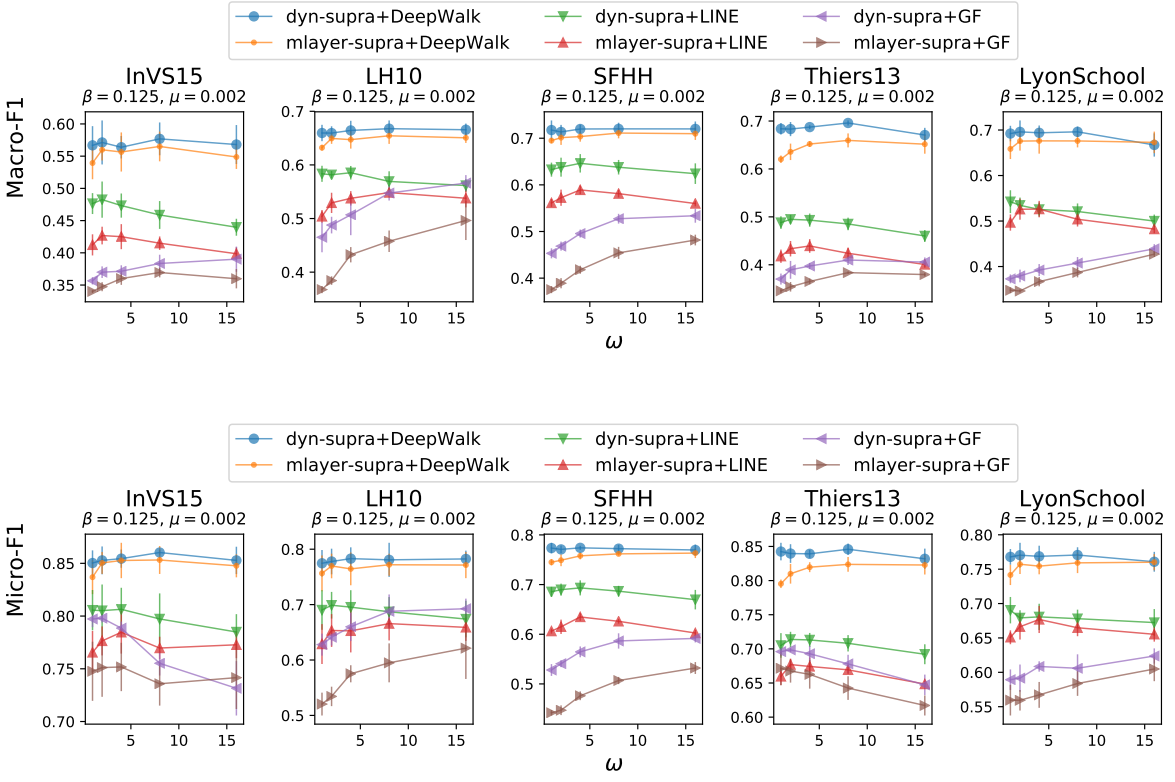 dyn-supra+DeepWalk dyn-supra+LINE dyn-supra+GF
mlayer-supra+DeepWalk mlayer-supra+LINE mlayer-supra+GF
InVS15 LH10 SFHH Thiers13 LyonSchool
β = 0.125, μ = 0.002 β = 0.125, μ = 0.002 β = 0.125, μ = 0.002 β = 0.125, μ = 0.002 β = 0.125, μ = 0.002
Macro-F1
0.60
0.55
0.50
0.45
0.40
0.35
5 10 15
0.7
0.6
0.5
0.4
5 10 15
0.7
0.6
0.5
0.4
5 10 15
0.7
0.6
0.5
0.4
5 10 15
0.7
0.6
0.5
0.4
5 10 15
ω
dyn-supra+DeepWalk dyn-supra+LINE dyn-supra+GF
mlayer-supra+DeepWalk mlayer-supra+LINE mlayer-supra+GF
InVS15 LH10 SFHH Thiers13 LyonSchool
β = 0.125, μ = 0.002 β = 0.125, μ = 0.002 β = 0.125, μ = 0.002 β = 0.125, μ = 0.002 β = 0.125, μ = 0.002
Micro-F1
0.85
0.80
0.75
0.70
5 10 15
0.8
0.7
0.6
0.5
5 10 15
0.8
0.7
0.6
0.5
5 10 15
0.85
0.80
0.75
0.70
0.65
0.60
5 10 15
0.80
0.75
0.70
0.65
0.60
0.55
5 10 15
ω